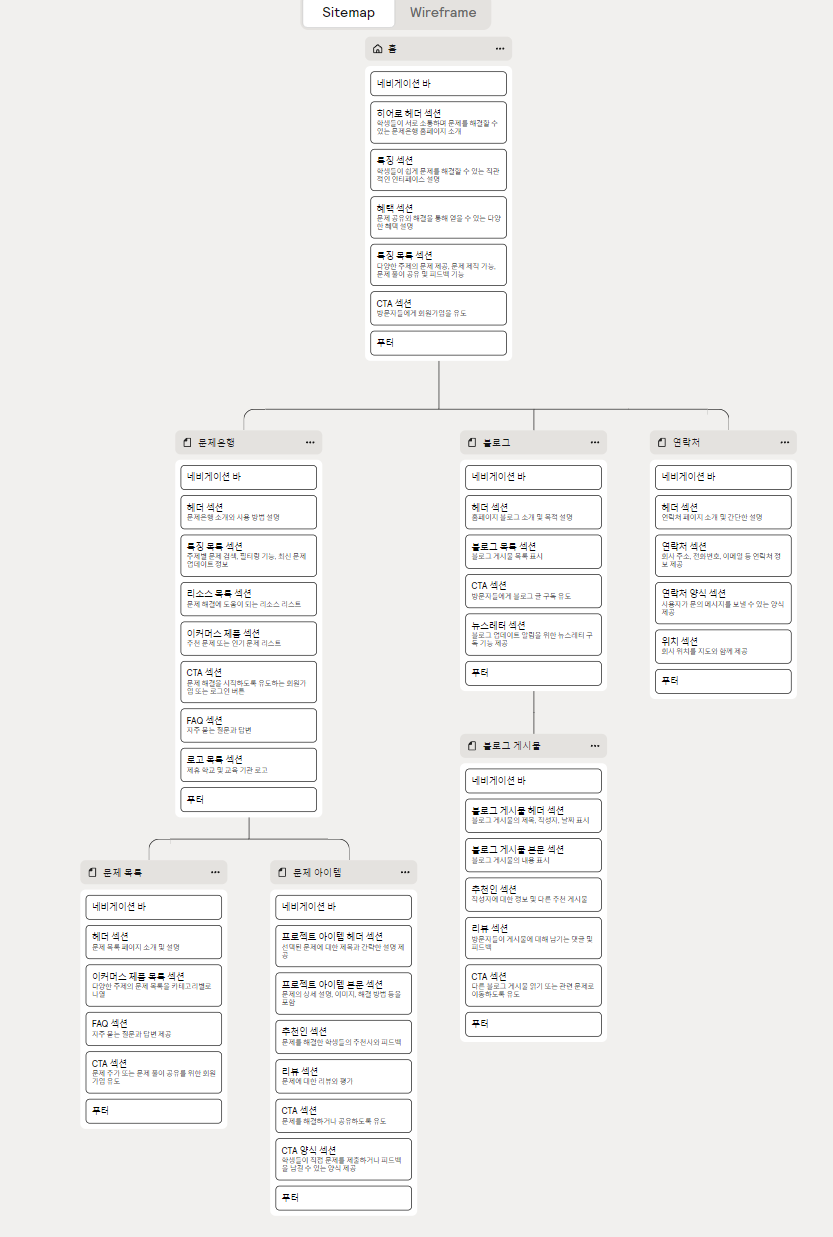 Sitemap
Wireframe
홈
네비게이션 바
히어로 헤더 섹션
학생들이 서로 소통하며 문제를 해결할 수
있는 문제은행 홈페이지 소개
특징 섹션
학생들이 쉽게 문제를 해결할 수 있는 직관
적인 인터페이스 설명
혜택 섹션
문제 공유와 해결을 통해 얻을 수 있는 다양
한 혜택 설명
특징 목록 섹션
다양한 주제의 문제 제공, 문제 제작 기능,
문제 풀이 공유 및 피드백 기능
CTA 섹션
방문자들에게 회원가입을 유도
푸터
문제은행
네비게이션 바
헤더 섹션
문제은행 소개와 사용 방법 설명
특징 목록 섹션
주제별 문제 검색, 필터링 기능, 최신 문제
업데이트 정보
리소스 목록 섹션
문제 해결에 도움이 되는 리소스 리스트
이커머스 제품 섹션
추천 문제 또는 인기 문제 리스트
CTA 섹션
문제 해결을 시작하도록 유도하는 회원가
입 또는 로그인 버튼
FAQ 섹션
자주 묻는 질문과 답변
로고 목록 섹션
제휴 학교 및 교육 기관 로고
푸터
블로그
네비게이션 바
헤더 섹션
홈페이지 블로그 소개 및 목적 설명
블로그 목록 섹션
블로그 게시물 목록 표시
CTA 섹션
방문자들에게 블로그 글 구독 유도
뉴스레터 섹션
블로그 업데이트 알림을 위한 뉴스레터 구
독 기능 제공
푸터
연락처
네비게이션 바
헤더 섹션
연락처 페이지 소개 및 간단한 설명
연락처 섹션
회사 주소, 전화번호, 이메일 등 연락처 정
보 제공
연락처 양식 섹션
사용자가 문의 메시지를 보낼 수 있는 양식
제공
위치 섹션
회사 위치를 지도와 함께 제공
푸터
블로그 게시물
네비게이션 바
블로그 게시물 헤더 섹션
블로그 게시물의 제목, 작성자, 날짜 표시
블로그 게시물 본문 섹션
블로그 게시물의 내용 표시
추천인 섹션
작성자에 대한 정보 및 다른 추천 게시물
리뷰 섹션
방문자들이 게시물에 대해 남기는 댓글 및
피드백
CTA 섹션
다른 블로그 게시물 읽기 또는 관련 문제로
이동하도록 유도
푸터
문제 목록
네비게이션 바
헤더 섹션
문제 목록 페이지 소개 및 설명
이커머스 제품 목록 섹션
다양한 주제의 문제 목록을 카테고리별로
나열
FAQ 섹션
자주 묻는 질문과 답변 제공
CTA 섹션
문제 추가 또는 문제 풀이 공유를 위한 회원
가입 유도
푸터
문제 아이템
네비게이션 바
프로젝트 아이템 헤더 섹션
선택된 문제에 대한 제목과 간략한 설명 제
공
프로젝트 아이템 본문 섹션
문제의 상세 설명, 이미지, 해결 방법 등을
포함
추천인 섹션
문제를 해결한 학생들의 추천사와 피드백
리뷰 섹션
문제에 대한 리뷰와 평가
CTA 섹션
문제를 해결하거나 공유하도록 유도
CTA 양식 섹션
학생들이 직접 문제를 제출하거나 피드백
을 남길 수 있는 양식 제공
푸터